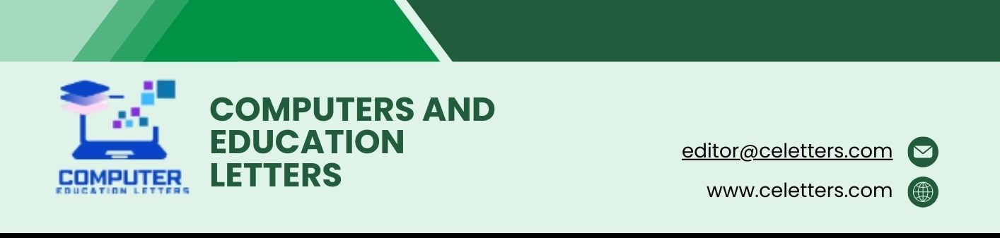 COMPUTER
EDUCATION LETTERS
COMPUTERS AND
EDUCATION
LETTERS
editor@celetters.com
www.celetters.com